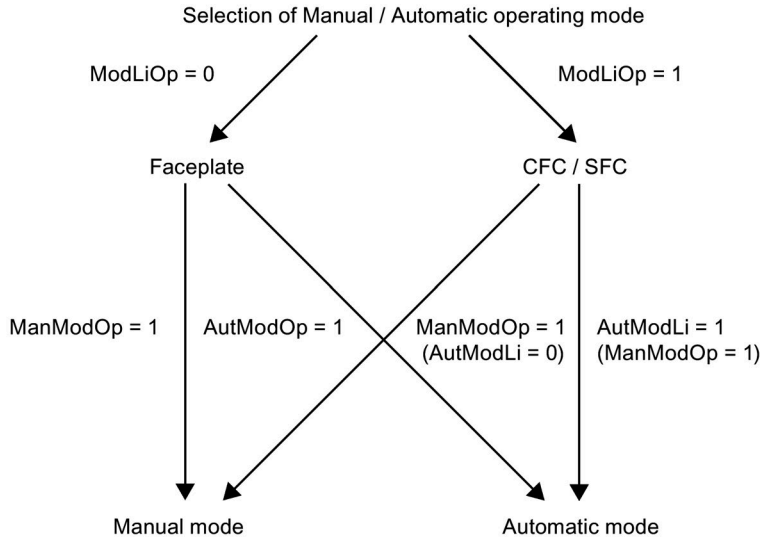 Selection of Manual / Automatic operating mode
ModLiOp = 0
ModLiOp = 1
Faceplate
CFC / SFC
ManModOp = 1
AutModOp = 1
ManModOp = 1
(AutModLi = 0)
AutModLi = 1
(ManModOp = 1)
Manual mode
Automatic mode